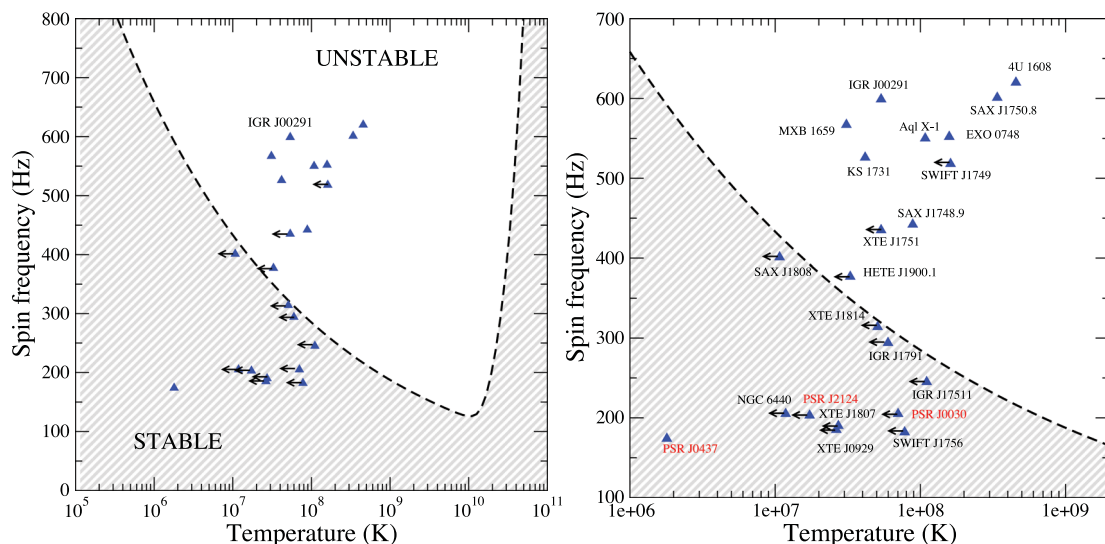 800
700
600
500
400
300
200
100
0
Spin frequency (Hz)
UNSTABLE
IGR J00291
STABLE
10^5
10^6
10^7
10^8
10^9
10^10
10^11
Temperature (K)
700
600
500
400
300
200
100
Spin frequency (Hz)
4U 1608
IGR J00291
SAX J1750.8
MXB 1659
Aql X-1
EXO 0748
KS 1731
SWIFT J1749
SAX J1748.9
XTE J1751
SAX J1808
HETE J1900.1
XTE J1814
IGR J1791
IGR J17511
NGC 6440
PSR J2124
XTE J1807
PSR J0030
PSR J0437
XTE J0929
SWIFT J1756
1e+06
1e+07
1e+08
1e+09
Temperature (K)